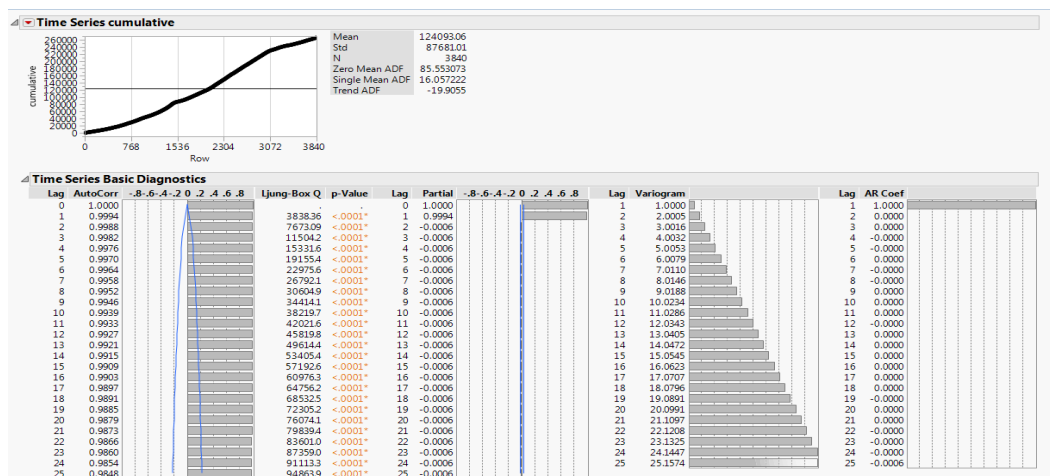 Time Series cumulative
260000
240000
220000
200000
180000
160000
140000
120000
100000
80000
60000
40000
20000
0
cumulative
0 768 1536 2304 3072 3840
Row
Mean 124093.06
Std 87681.01
N 3840
Zero Mean ADF 85.553073
Single Mean ADF 16.057222
Trend ADF -19.9055
Time Series Basic Diagnostics
Lag AutoCorr -.8-.6-.4-.2 0 .2 .4 .6 .8 Ljung-Box Q p-Value Lag Partial -.8-.6-.4-.2 0 .2 .4 .6 .8 Lag Variogram Lag AR Coef
0 1.0000 . . 0 1.0000 1 1.0000 1 1.0000
1 0.9994 3838.36 <.0001* 1 0.9994 2 2.0005 2 0.0000
2 0.9988 7673.09 <.0001* 2 -0.0006 3 3.0016 3 0.0000
3 0.9982 11504.2 <.0001* 3 -0.0006 4 4.0032 4 -0.0000
4 0.9976 15331.6 <.0001* 4 -0.0006 5 5.0053 5 -0.0000
5 0.9970 19155.4 <.0001* 5 -0.0006 6 6.0079 6 0.0000
6 0.9964 22975.6 <.0001* 6 -0.0006 7 7.0110 7 -0.0000
7 0.9958 26792.1 <.0001* 7 -0.0006 8 8.0146 8 -0.0000
8 0.9952 30604.9 <.0001* 8 -0.0006 9 9.0188 9 0.0000
9 0.9946 34414.1 <.0001* 9 -0.0006 10 10.0234 10 0.0000
10 0.9939 38219.7 <.0001* 10 -0.0006 11 11.0286 11 0.0000
11 0.9933 42021.6 <.0001* 11 -0.0006 12 12.0343 12 -0.0000
12 0.9927 45819.8 <.0001* 12 -0.0006 13 13.0405 13 0.0000
13 0.9921 49614.4 <.0001* 13 -0.0006 14 14.0472 14 0.0000
14 0.9915 53405.4 <.0001* 14 -0.0006 15 15.0545 15 0.0000
15 0.9909 57192.6 <.0001* 15 -0.0006 16 16.0623 16 0.0000
16 0.9903 60976.3 <.0001* 16 -0.0006 17 17.0707 17 0.0000
17 0.9897 64756.2 <.0001* 17 -0.0006 18 18.0796 18 0.0000
18 0.9891 68532.5 <.0001* 18 -0.0006 19 19.0891 19 -0.0000
19 0.9885 72305.2 <.0001* 19 -0.0006 20 20.0991 20 0.0000
20 0.9879 76074.1 <.0001* 20 -0.0006 21 21.1097 21 -0.0000
21 0.9873 79839.4 <.0001* 21 -0.0006 22 22.1208 22 -0.0000
22 0.9866 83601.0 <.0001* 22 -0.0006 23 23.1325 23 -0.0000
23 0.9860 87359.0 <.0001* 23 -0.0006 24 24.1447 24 -0.0000
24 0.9854 91113.3 <.0001* 24 -0.0006 25 25.1574 25 -0.0006
25 0.9848 94863.9 <.0001* 25 -0.0006